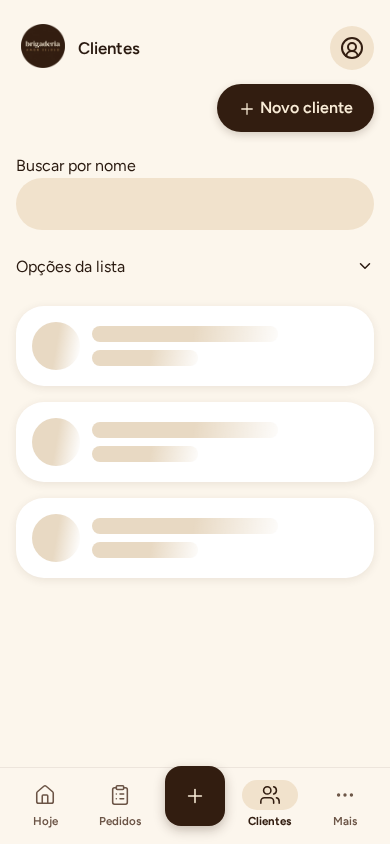 brigaderia
Clientes
Novo cliente
Buscar por nome
Opções da lista
Hoje
Pedidos
Clientes
Mais